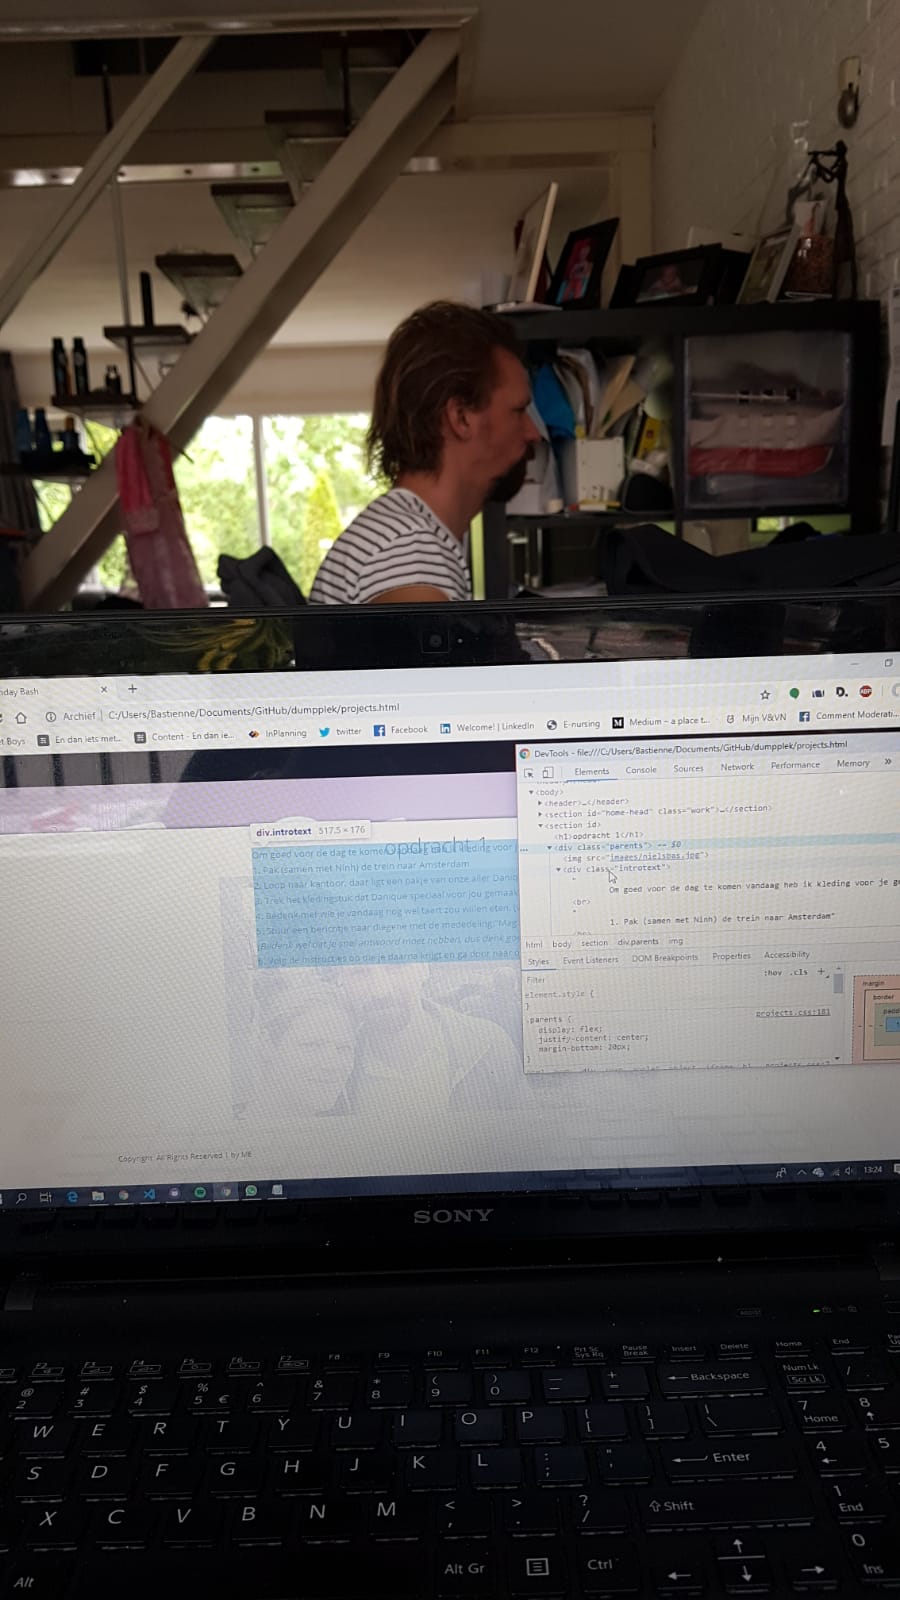 nday Bash
Archief
C:/Users/Bastienne/Documents/GitHub/dumpplek/projects.html
t Boys
En dan iets met...
Content - En dan ie...
InPlanning
twitter
Facebook
Welcome! | LinkedIn
E-nursing
Medium – a place t...
Mijn V&VN
Comment Moderati...
D.
ABP
div.introtext 517.5 × 176
opdracht 1
Om goed voor de dag te komen
kleding voor j
1. Pak (samen met Ninh) de trein naar Amsterdam
2. Loop naar kantoor, daar ligt een pakje van onze aller Daniq
3. Trek het kledingstuk dat Danique speciaal voor jou gemaak
4. Bedenk met wie je vandaag nog wel taert zou willen eten. (
5. Stuur een berichtje naar diegene met de mededeling: 'Mag
(Bedenk wel dat je snel antwoord moet hebben, dus denk go
6. Volg de instructies op die je daarna krijgt en ga door naar o
Copyright. All Rights Reserved | by ME
DevTools - file:///C:/Users/Bastienne/Documents/GitHub/dumpplek/projects.html
Elements Console Sources Network Performance Memory »
<body>
<header>…</header>
<section id="home-head" class="work">…</section>
<section id>
<h1>opdracht 1</h1>
<div class="parents"> == $0
<img src="images/nielsbas.jpg">
<div class="introtext">
"
Om goed voor de dag te komen vandaag heb ik kleding voor je ge
<br>
"
1. Pak (samen met Ninh) de trein naar Amsterdam"
html body section div.parents img
Styles Event Listeners DOM Breakpoints Properties Accessibility
Filter
:hov .cls +
element.style {
}
.parents {
projects.css:181
display: flex;
justify-content: center;
margin-bottom: 20px;
}
margin
border
padd
13:24
SONY
ASSIST
F2 F3 F4 F5 F6 F7 F8 F9 F10 F11 F12 Prt Sc Sys Rq Pause Break Insert Delete Home End
@ 2 # 3 $ 4 % 5 € ^ 6 & 7 * 8 ( 9 ) 0 _ - + = ← Backspace Num Lk Scr Lk /
W E R T Y U I O P { [ } ] | \ 7 Home 8
S D F G H J K L : ; " ' Enter 4 5
X C V B N M < , > . ? / Shift 1 End
Alt Alt Gr Ctrl 0 Ins